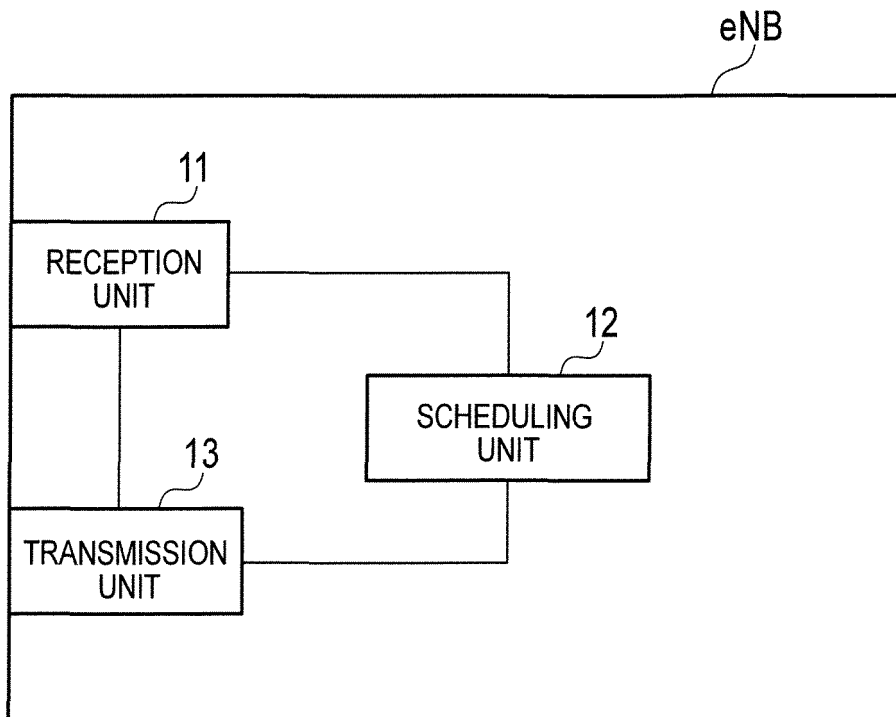 eNB
11
RECEPTION
UNIT
12
SCHEDULING
UNIT
13
TRANSMISSION
UNIT